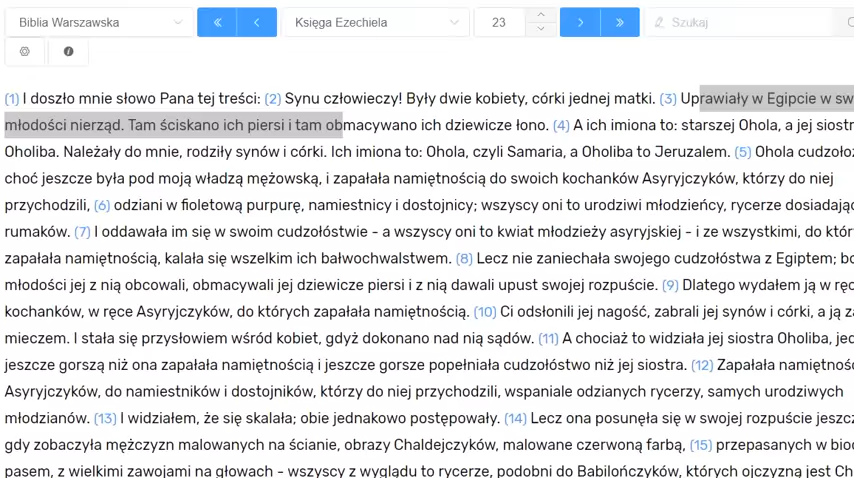 Biblia Warszawska Księga Ezechiela 23 Szukaj
(1) I doszło mnie słowo Pana tej treści: (2) Synu człowieczy! Były dwie kobiety, córki jednej matki. (3) Uprawiały w Egipcie w sw
młodości nierząd. Tam ściskano ich piersi i tam obmacywano ich dziewicze łono. (4) A ich imiona to: starszej Ohola, a jej siostr
Oholiba. Należały do mnie, rodziły synów i córki. Ich imiona to: Ohola, czyli Samaria, a Oholiba to Jeruzalem. (5) Ohola cudzołoż
choć jeszcze była pod moją władzą mężowską, i zapałała namiętnością do swoich kochanków Asyryjczyków, którzy do niej
przychodzili, (6) odziani w fioletową purpurę, namiestnicy i dostojnicy; wszyscy oni to urodziwi młodzieńcy, rycerze dosiadając
rumaków. (7) I oddawała im się w swoim cudzołóstwie - a wszyscy oni to kwiat młodzieży asyryjskiej - i ze wszystkimi, do któr
zapałała namiętnością, kalała się wszelkim ich bałwochwalstwem. (8) Lecz nie zaniechała swojego cudzołóstwa z Egiptem; bo
młodości jej z nią obcowali, obmacywali jej dziewicze piersi i z nią dawali upust swojej rozpuście. (9) Dlatego wydałem ją w ręc
kochanków, w ręce Asyryjczyków, do których zapałała namiętnością. (10) Ci odsłonili jej nagość, zabrali jej synów i córki, a ją za
mieczem. I stała się przysłowiem wśród kobiet, gdyż dokonano nad nią sądów. (11) A chociaż to widziała jej siostra Oholiba, jed
jeszcze gorszą niż ona zapałała namiętnością i jeszcze gorsze popełniała cudzołóstwo niż jej siostra. (12) Zapałała namiętnoś
Asyryjczyków, do namiestników i dostojników, którzy do niej przychodzili, wspaniale odzianych rycerzy, samych urodziwych
młodzianów. (13) I widziałem, że się skalała; obie jednakowo postępowały. (14) Lecz ona posunęła się w swojej rozpuście jeszcz
gdy zobaczyła mężczyzn malowanych na ścianie, obrazy Chaldejczyków, malowane czerwoną farbą, (15) przepasanych w bioc
pasem, z wielkimi zawojami na głowach - wszyscy z wyglądu to rycerze, podobni do Babilończyków, których ojczyzną jest Ch